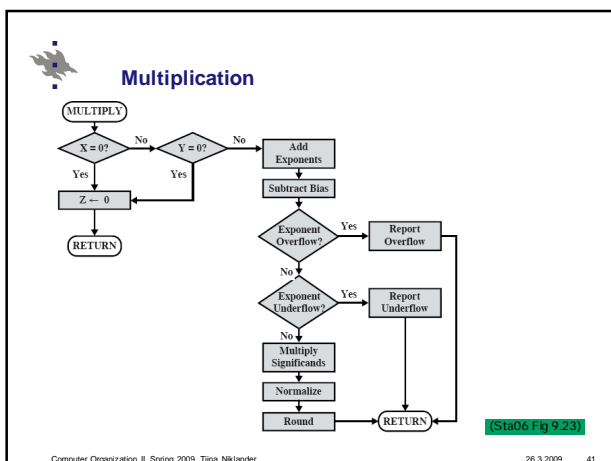 Multiplication
MULTIPLY
X = 0?
No
Y = 0?
No
Add
Exponents
Yes
Yes
Z ← 0
Subtract Bias
RETURN
Exponent
Overflow?
Yes
Report
Overflow
No
Exponent
Underflow?
Yes
Report
Underflow
No
Multiply
Significands
Normalize
Round
RETURN
(Sta06 Fig 9.23)
Computer Organization II, Spring 2009, Tiina Niklander
26.3.2009
41